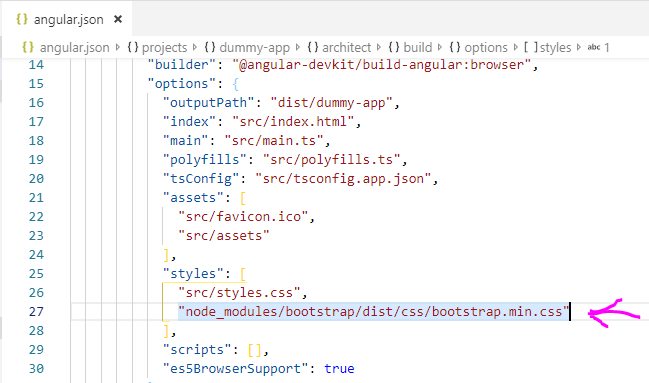 {} angular.json ×
{} angular.json > {} projects > {} dummy-app > {} architect > {} build > {} options > [ ] styles > abc 1
14 "builder": "@angular-devkit/build-angular:browser",
15 "options": {
16 "outputPath": "dist/dummy-app",
17 "index": "src/index.html",
18 "main": "src/main.ts",
19 "polyfills": "src/polyfills.ts",
20 "tsConfig": "src/tsconfig.app.json",
21 "assets": [
22 "src/favicon.ico",
23 "src/assets"
24 ],
25 "styles": [
26 "src/styles.css",
27 "node_modules/bootstrap/dist/css/bootstrap.min.css"
28 ],
29 "scripts": [],
30 "es5BrowserSupport": true